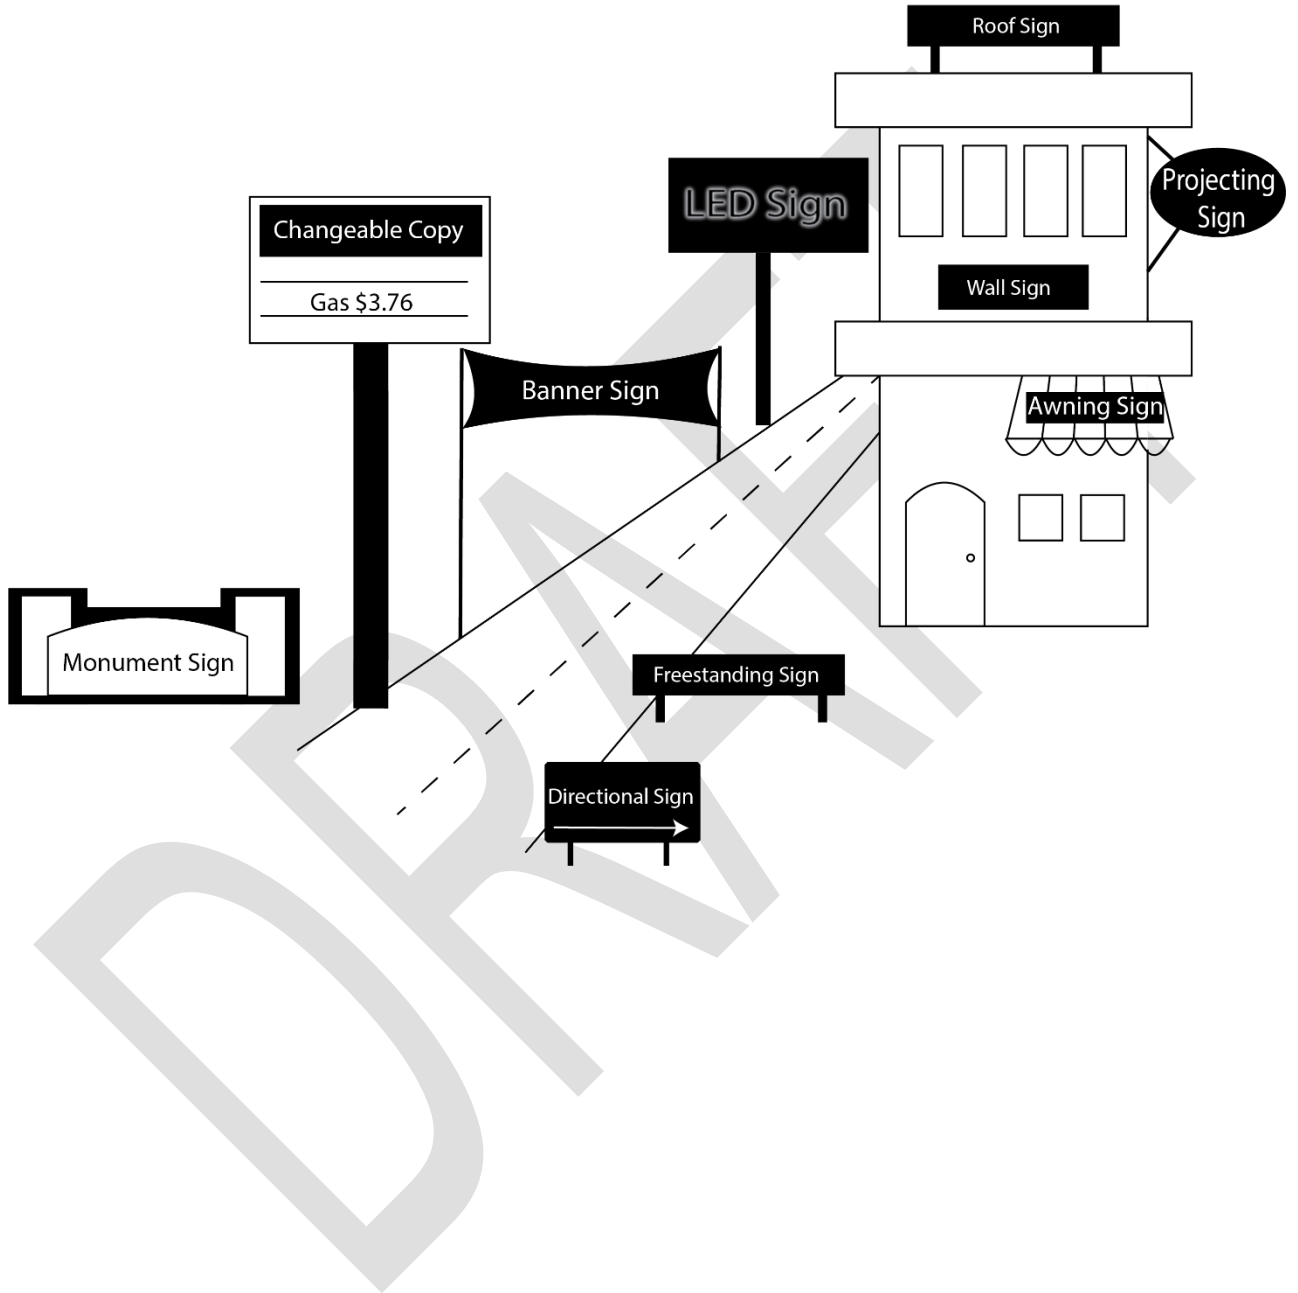 Roof Sign
Projecting
Sign
LED Sign
Changeable Copy
Gas $3.76
Wall Sign
Banner Sign
Awning Sign
Monument Sign
Freestanding Sign
Directional Sign
DRAFT